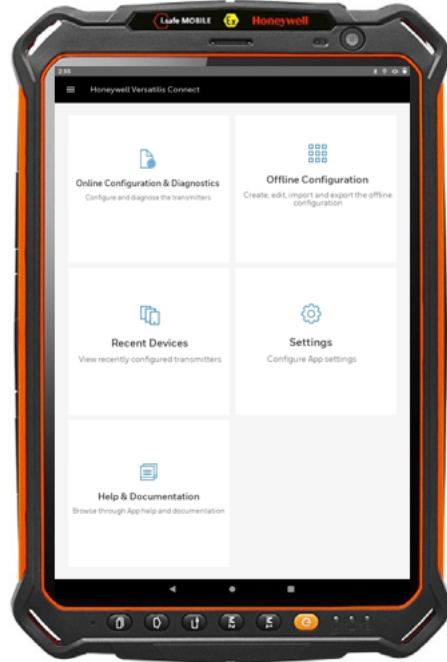 i.safe MOBILE Ex Honeywell
2:55
Honeywell Versatilis Connect
Online Configuration & Diagnostics
Configure and diagnose the transmitters
Offline Configuration
Create, edit, import and export the offline
configuration
Recent Devices
View recently configured transmitters
Settings
Configure App settings
Help & Documentation
Browse through App help and documentation